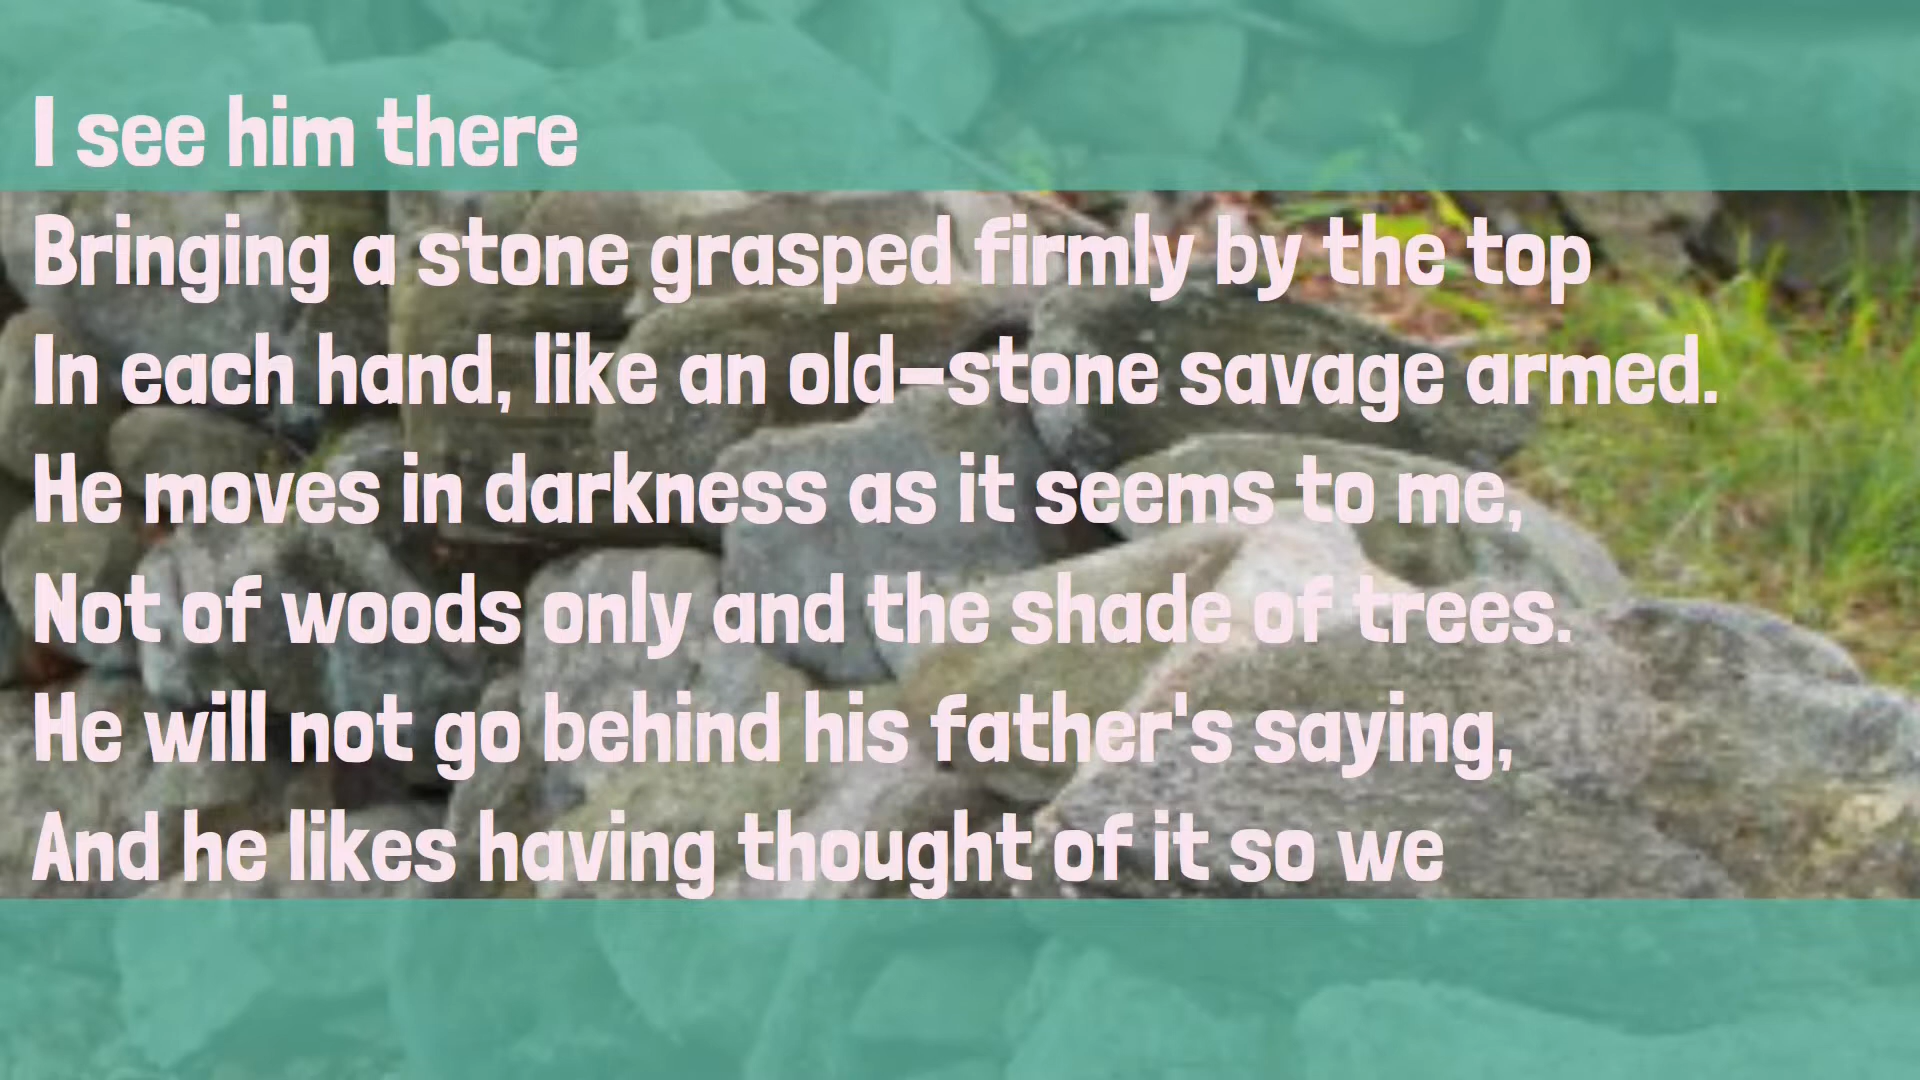 I see him there
Bringing a stone grasped firmly by the top
In each hand, like an old-stone savage armed.
He moves in darkness as it seems to me,
Not of woods only and the shade of trees.
He will not go behind his father's saying,
And he likes having thought of it so we